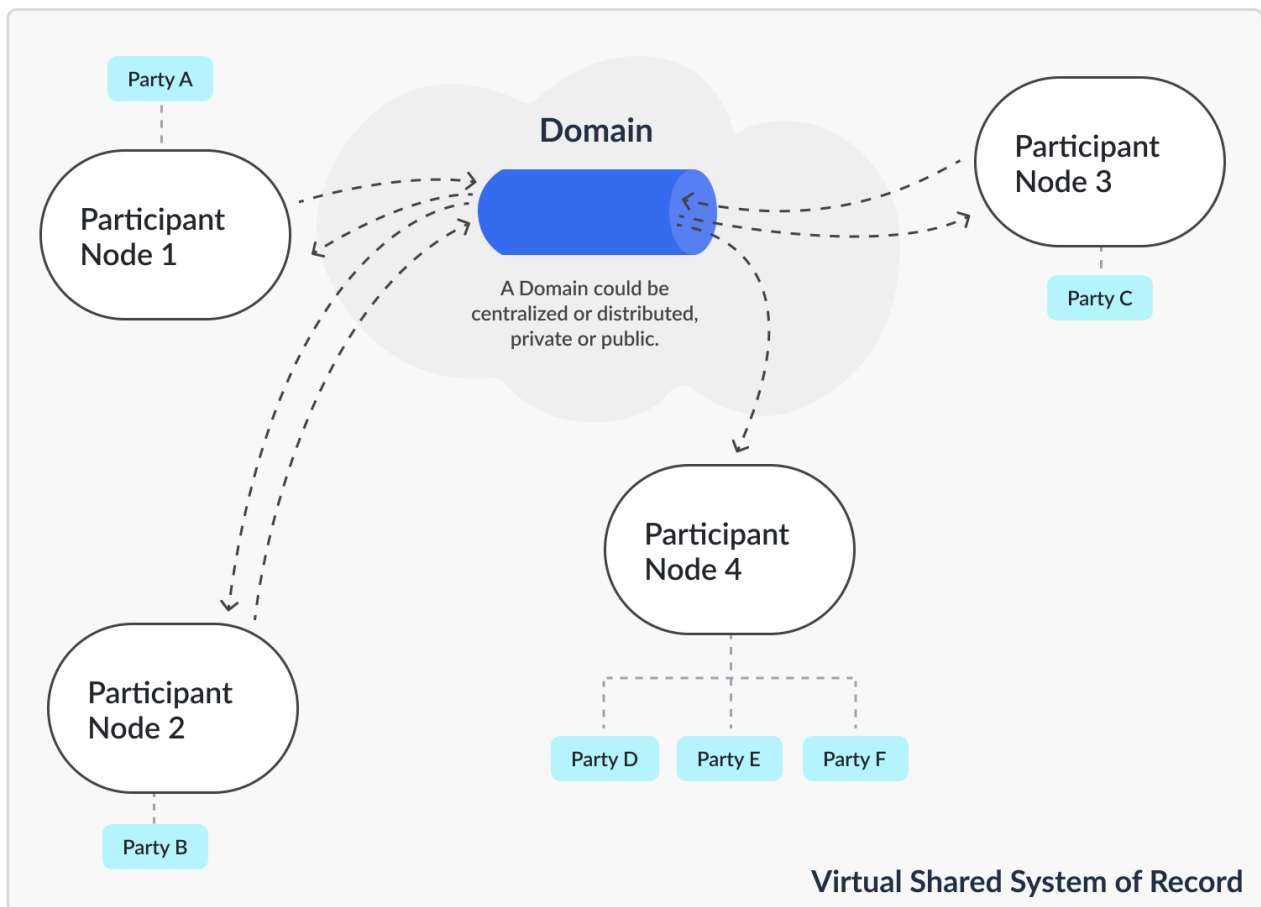 Party A
Domain
Participant
Node 1
Participant
Node 3
A Domain could be
centralized or distributed,
private or public.
Party C
Participant
Node 4
Participant
Node 2
Party D
Party E
Party F
Party B
Virtual Shared System of Record